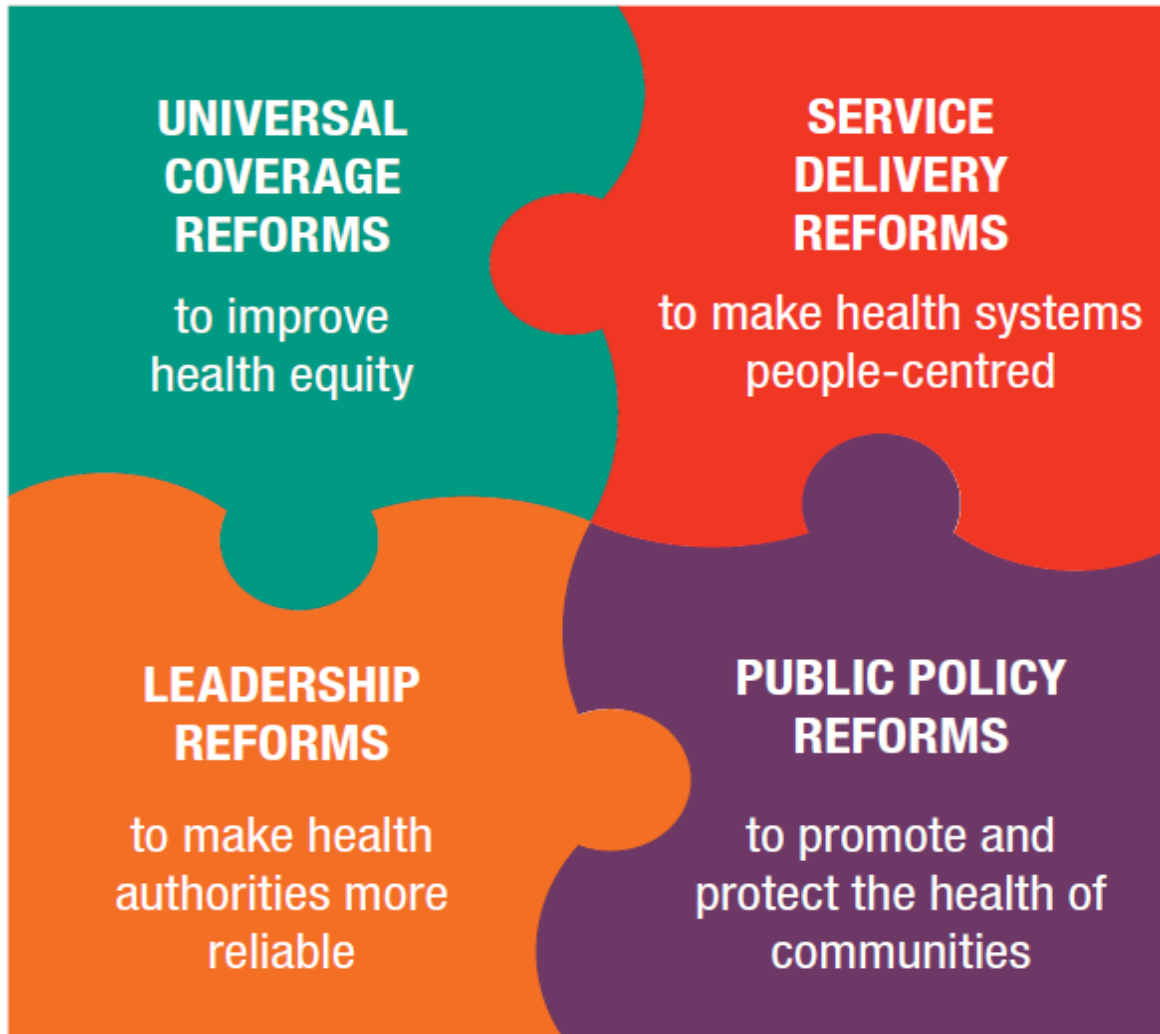 UNIVERSAL
COVERAGE
REFORMS
to improve
health equity
SERVICE
DELIVERY
REFORMS
to make health systems
people-centred
LEADERSHIP
REFORMS
to make health
authorities more
reliable
PUBLIC POLICY
REFORMS
to promote and
protect the health of
communities